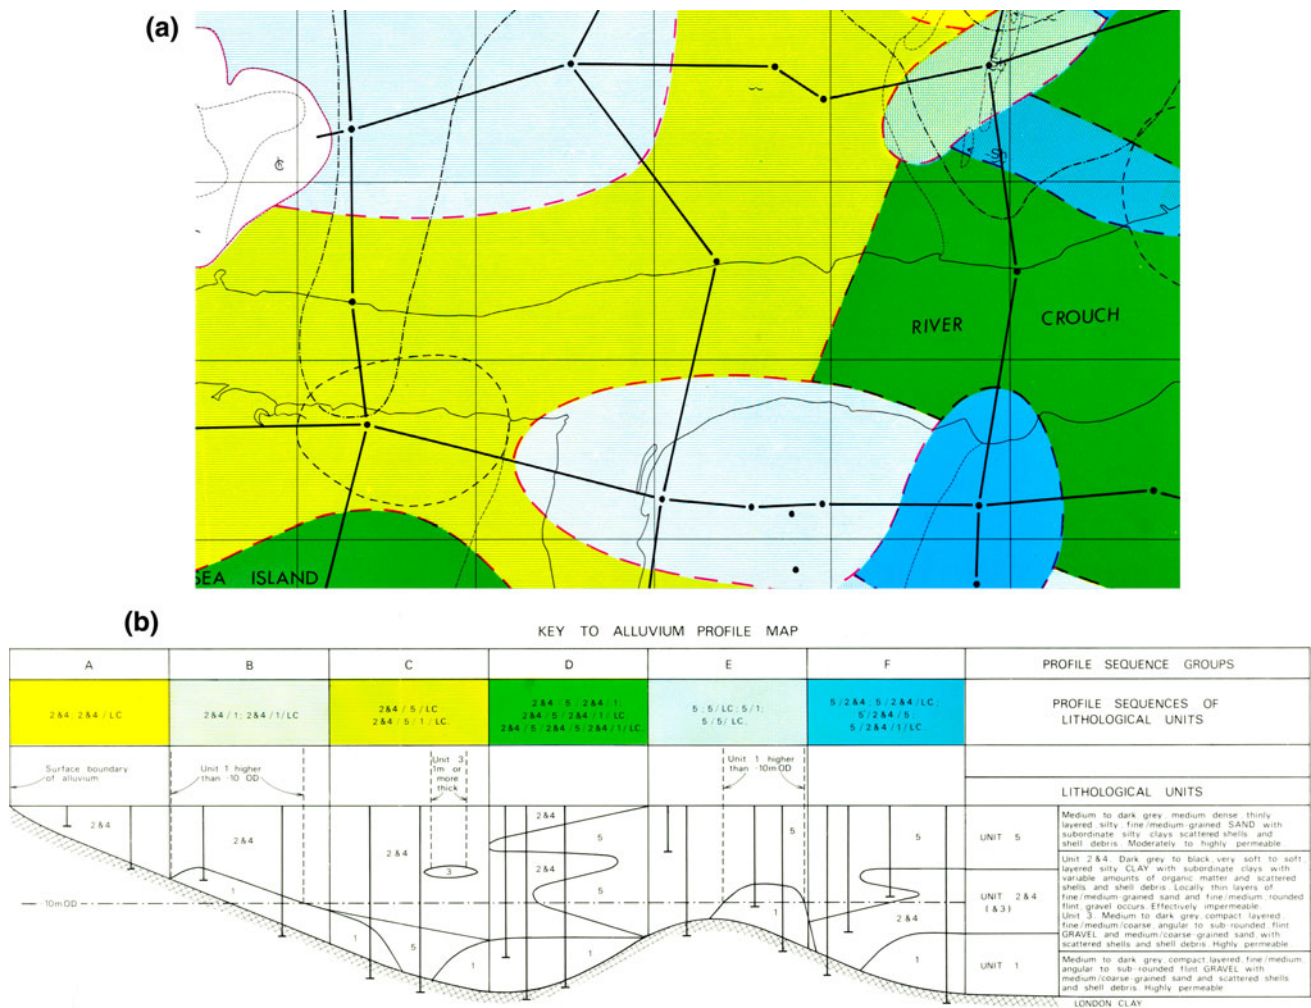 (a)
RIVER CROUCH
SEA ISLAND
(b)
KEY TO ALLUVIUM PROFILE MAP
A B C D E F PROFILE SEQUENCE GROUPS
2&4; 2&4/LC
2&4/1; 2&4/1/LC
2&4/5/LC
2&4/5/1/LC.
2&4/5/2&4/1;
2&4/5/2&4/1/LC
2&4/5/2&4/5/2&4/1/LC.
5; 5/LC; 5/1;
5/5/LC.
5/2&4; 5/2&4/LC;
5/2&4/5;
5/2&4/1/LC
PROFILE SEQUENCES OF
LITHOLOGICAL UNITS
Surface boundary
of alluvium
Unit 1 higher
than -10 OD
Unit 3
1m or
more
thick
Unit 1 higher
than -10mOD
LITHOLOGICAL UNITS
2&4
2&4
1
2&4
3
1
5
1
2&4
5
2&4
5
1
5
1
5
2&4
1
-10m OD
UNIT 5
Medium to dark grey, medium dense, thinly
layered silty, fine/medium-grained SAND with
subordinate silty clays scattered shells and
shell debris. Moderately to highly permeable.
UNIT 2&4
(&3)
Unit 2&4. Dark grey to black, very soft to soft
layered silty CLAY with subordinate clays with
variable amounts of organic matter and scattered
shells and shell debris. Locally thin layers of
fine/medium-grained sand and fine/medium, rounded
flint, gravel occurs. Effectively impermeable.
Unit 3. Medium to dark grey, compact, layered,
fine/medium/coarse, angular to sub-rounded, flint
GRAVEL and medium/coarse-grained sand, with
scattered shells and shell debris. Highly permeable.
UNIT 1
Medium to dark grey, compact, layered, fine/medium,
angular to sub-rounded flint GRAVEL with
medium/coarse-grained sand and scattered shells
and shell debris. Highly permeable
LONDON CLAY